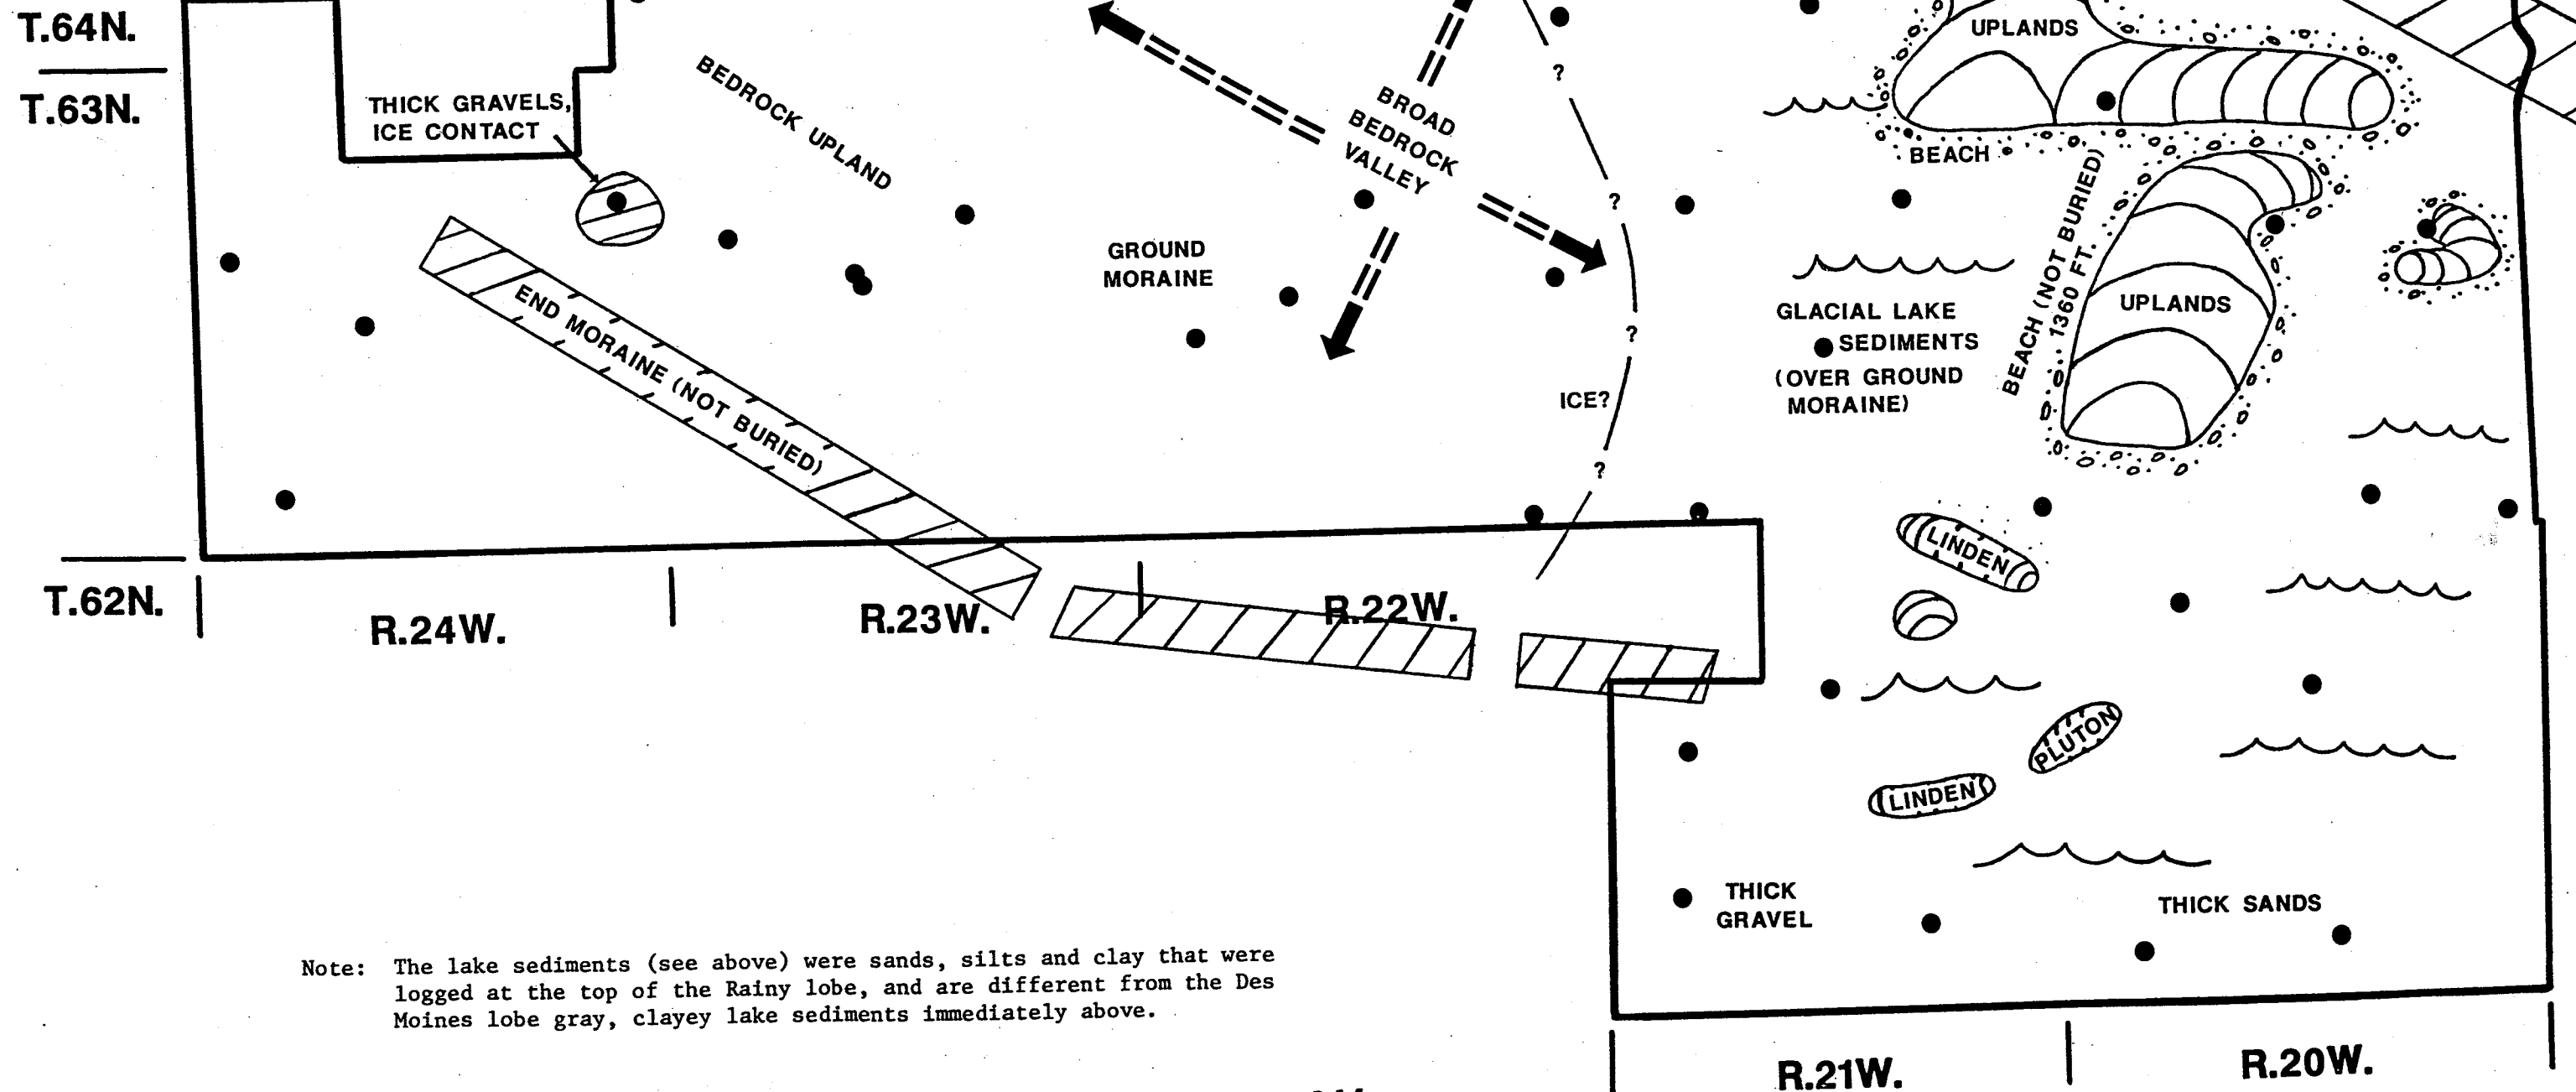 T.64N.
T.63N.
THICK GRAVELS,
ICE CONTACT
BEDROCK UPLAND
BROAD
BEDROCK
VALLEY
?
?
?
ICE?
?
UPLANDS
BEACH
BEACH (NOT BURIED)
1360 FT.
UPLANDS
GROUND
MORAINE
GLACIAL LAKE
SEDIMENTS
(OVER GROUND
MORAINE)
END MORAINE (NOT BURIED)
LINDEN
T.62N.
R.24W.
R.23W.
R.22W.
PLUTON
LINDEN
THICK
GRAVEL
THICK SANDS
Note: The lake sediments (see above) were sands, silts and clay that were
logged at the top of the Rainy lobe, and are different from the Des
Moines lobe gray, clayey lake sediments immediately above.
R.21W.
R.20W.